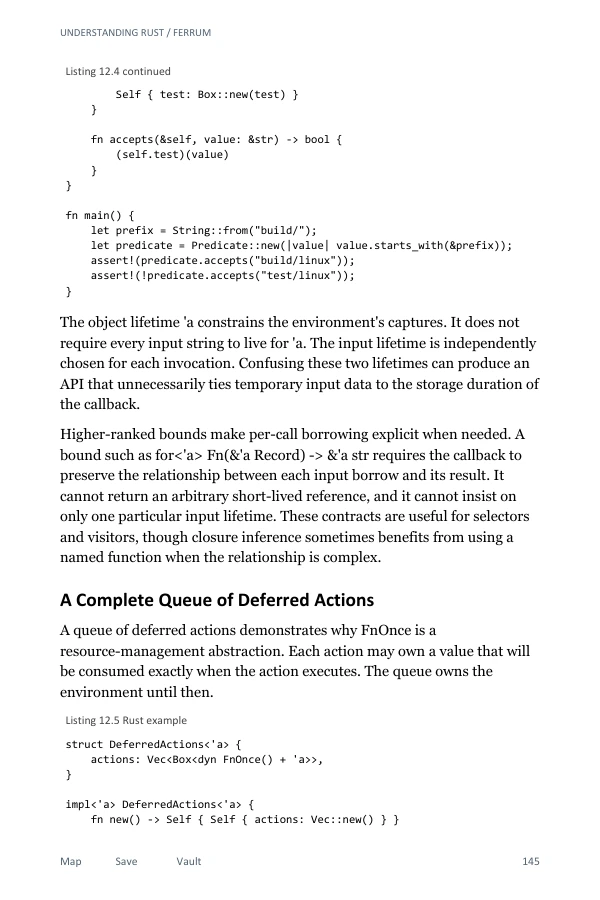 UNDERSTANDING RUST / FERRUM
Listing 12.4 continued
        Self { test: Box::new(test) }
    }

    fn accepts(&self, value: &str) -> bool {
        (self.test)(value)
    }
}

fn main() {
    let prefix = String::from("build/");
    let predicate = Predicate::new(|value| value.starts_with(&prefix));
    assert!(predicate.accepts("build/linux"));
    assert!(!predicate.accepts("test/linux"));
}
The object lifetime 'a constrains the environment's captures. It does not
require every input string to live for 'a. The input lifetime is independently
chosen for each invocation. Confusing these two lifetimes can produce an
API that unnecessarily ties temporary input data to the storage duration of
the callback.
Higher-ranked bounds make per-call borrowing explicit when needed. A
bound such as for<'a> Fn(&'a Record) -> &'a str requires the callback to
preserve the relationship between each input borrow and its result. It
cannot return an arbitrary short-lived reference, and it cannot insist on
only one particular input lifetime. These contracts are useful for selectors
and visitors, though closure inference sometimes benefits from using a
named function when the relationship is complex.
A Complete Queue of Deferred Actions
A queue of deferred actions demonstrates why FnOnce is a
resource-management abstraction. Each action may own a value that will
be consumed exactly when the action executes. The queue owns the
environment until then.
Listing 12.5 Rust example
struct DeferredActions<'a> {
    actions: Vec<Box<dyn FnOnce() + 'a>>,
}

impl<'a> DeferredActions<'a> {
    fn new() -> Self { Self { actions: Vec::new() } }
Map Save Vault 145